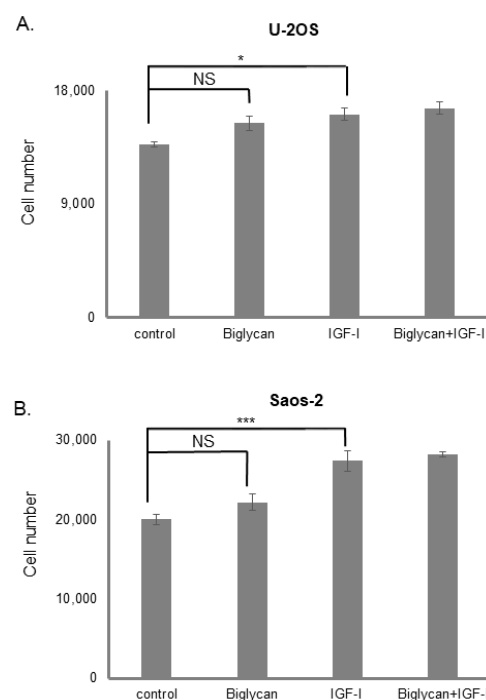 A.
U-2OS
*
NS
18,000
9,000
0
Cell number
control Biglycan IGF-I Biglycan+IGF-I
B.
Saos-2
***
NS
30,000
20,000
10,000
0
Cell number
control Biglycan IGF-I Biglycan+IGF-